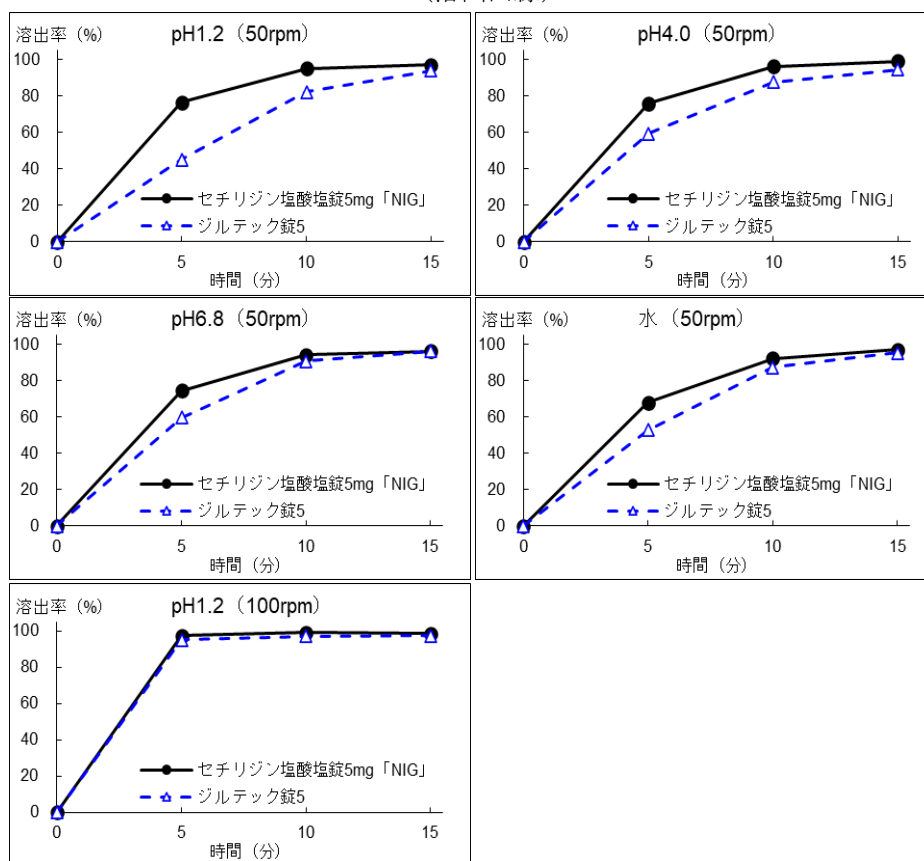 溶出率 (%) pH1.2（50rpm）
100
80
60
40
20
0
セチリジン塩酸塩錠5mg「NIG」
ジルテック錠5
0 5 10 15
時間（分）
溶出率 (%) pH4.0（50rpm）
100
80
60
40
20
0
セチリジン塩酸塩錠5mg「NIG」
ジルテック錠5
0 5 10 15
時間（分）
溶出率 (%) pH6.8（50rpm）
100
80
60
40
20
0
セチリジン塩酸塩錠5mg「NIG」
ジルテック錠5
0 5 10 15
時間（分）
溶出率 (%) 水（50rpm）
100
80
60
40
20
0
セチリジン塩酸塩錠5mg「NIG」
ジルテック錠5
0 5 10 15
時間（分）
溶出率 (%) pH1.2（100rpm）
100
80
60
40
20
0
セチリジン塩酸塩錠5mg「NIG」
ジルテック錠5
0 5 10 15
時間（分）